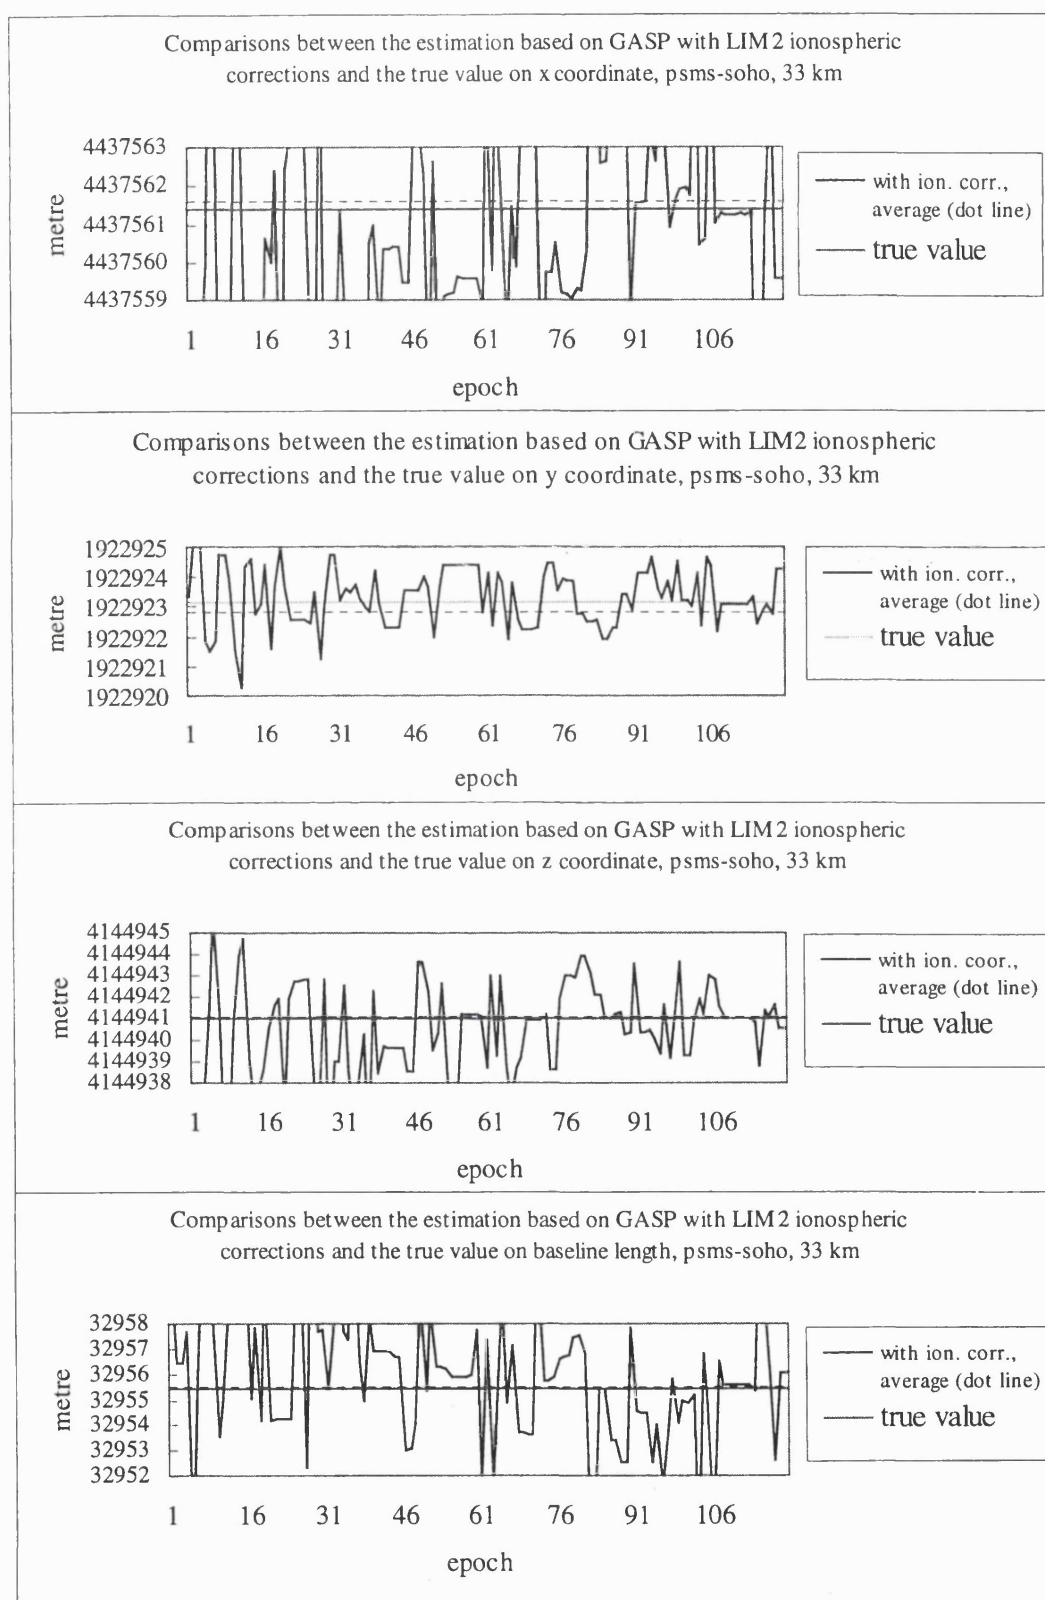 Comparisons between the estimation based on GASP with LIM2 ionospheric
corrections and the true value on x coordinate, psms-soho, 33 km
4437563
4437562
4437561
4437560
4437559
metre
1 16 31 46 61 76 91 106
epoch
with ion. corr.,
average (dot line)
true value
Comparisons between the estimation based on GASP with LIM2 ionospheric
corrections and the true value on y coordinate, psms-soho, 33 km
1922925
1922924
1922923
1922922
1922921
1922920
metre
1 16 31 46 61 76 91 106
epoch
with ion. corr.,
average (dot line)
true value
Comparisons between the estimation based on GASP with LIM2 ionospheric
corrections and the true value on z coordinate, psms-soho, 33 km
4144945
4144944
4144943
4144942
4144941
4144940
4144939
4144938
metre
1 16 31 46 61 76 91 106
epoch
with ion. coor.,
average (dot line)
true value
Comparisons between the estimation based on GASP with LIM2 ionospheric
corrections and the true value on baseline length, psms-soho, 33 km
32958
32957
32956
32955
32954
32953
32952
metre
1 16 31 46 61 76 91 106
epoch
with ion. corr.,
average (dot line)
true value